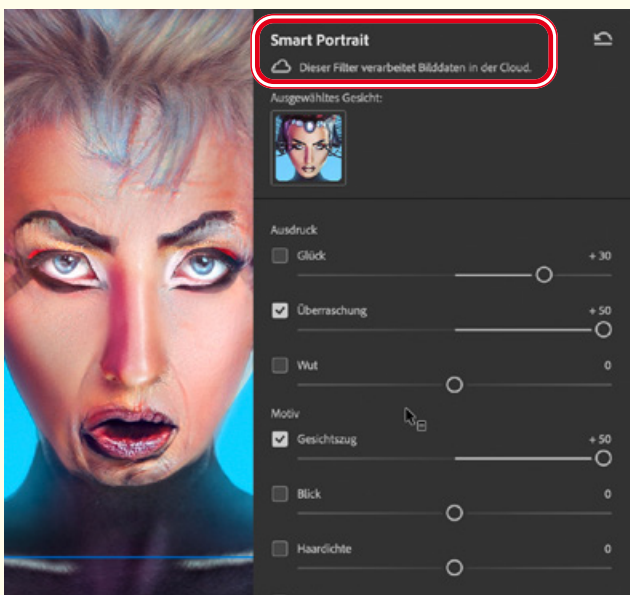 Smart Portrait
Dieser Filter verarbeitet Bilddaten in der Cloud.
Ausgewähltes Gesicht:
Ausdruck
Glück + 30
Überraschung + 50
Wut 0
Motiv
Gesichtszug + 50
Blick 0
Haardichte 0